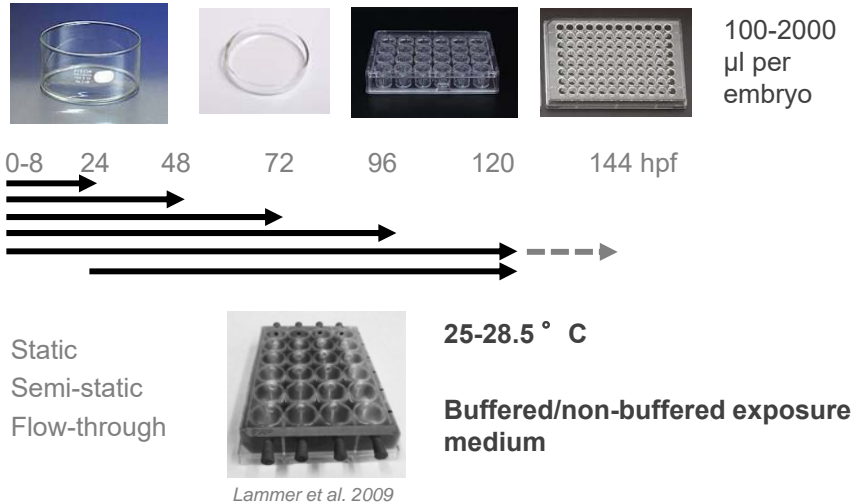 100-2000
µl per
embryo
0-8 24 48 72 96 120 144 hpf
Static
Semi-static
Flow-through
25-28.5 ° C
Buffered/non-buffered exposure
medium
Lammer et al. 2009